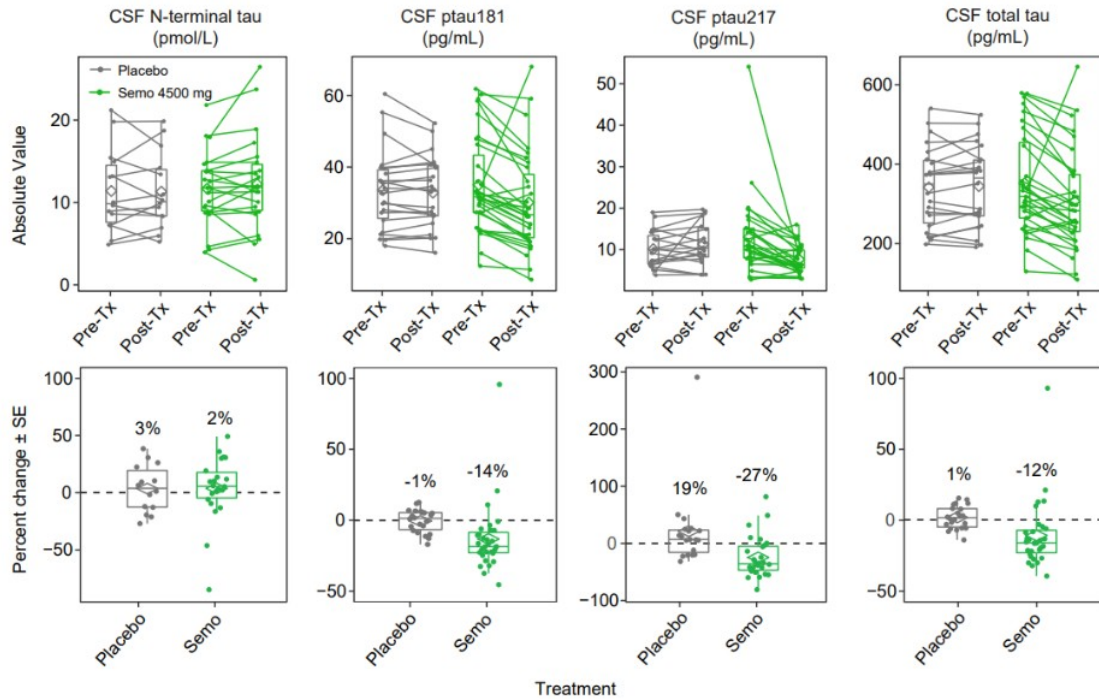 CSF N-terminal tau
(pmol/L)
CSF ptau181
(pg/mL)
CSF ptau217
(pg/mL)
CSF total tau
(pg/mL)
Absolute Value
Placebo
Semo 4500 mg
20
10
0
60
40
20
50
40
30
20
10
600
400
200
Pre-Tx
Post-Tx
Pre-Tx
Post-Tx
Pre-Tx
Post-Tx
Pre-Tx
Post-Tx
Pre-Tx
Post-Tx
Pre-Tx
Post-Tx
Pre-Tx
Post-Tx
Pre-Tx
Post-Tx
Percent change ± SE
100
50
0
−50
3%
2%
100
50
0
−50
-1%
-14%
300
200
100
0
−100
19%
-27%
100
50
0
−50
1%
-12%
Placebo
Semo
Placebo
Semo
Placebo
Semo
Placebo
Semo
Treatment